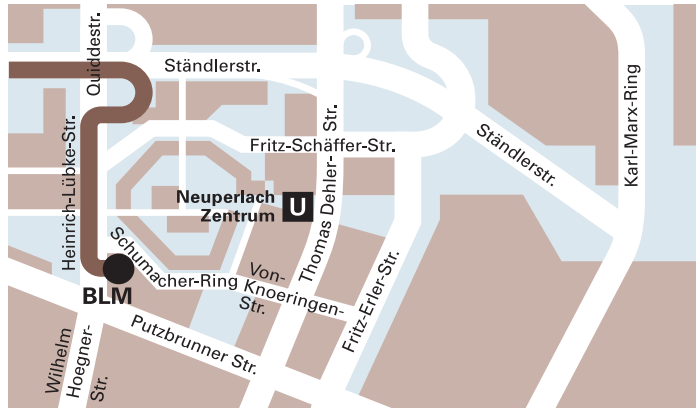 Quiddestr.
Ständlerstr.
Karl-Marx-Ring
Heinrich-Lübke-Str.
Fritz-Schäffer-Str.
Ständlerstr.
Thomas Dehler-Str.
Neuperlach
Zentrum
U
Schumacher-Ring
Von-
Knoeringen-
Str.
Fritz-Erler-Str.
BLM
Putzbrunner Str.
Wilhelm
Hoegner-
Str.